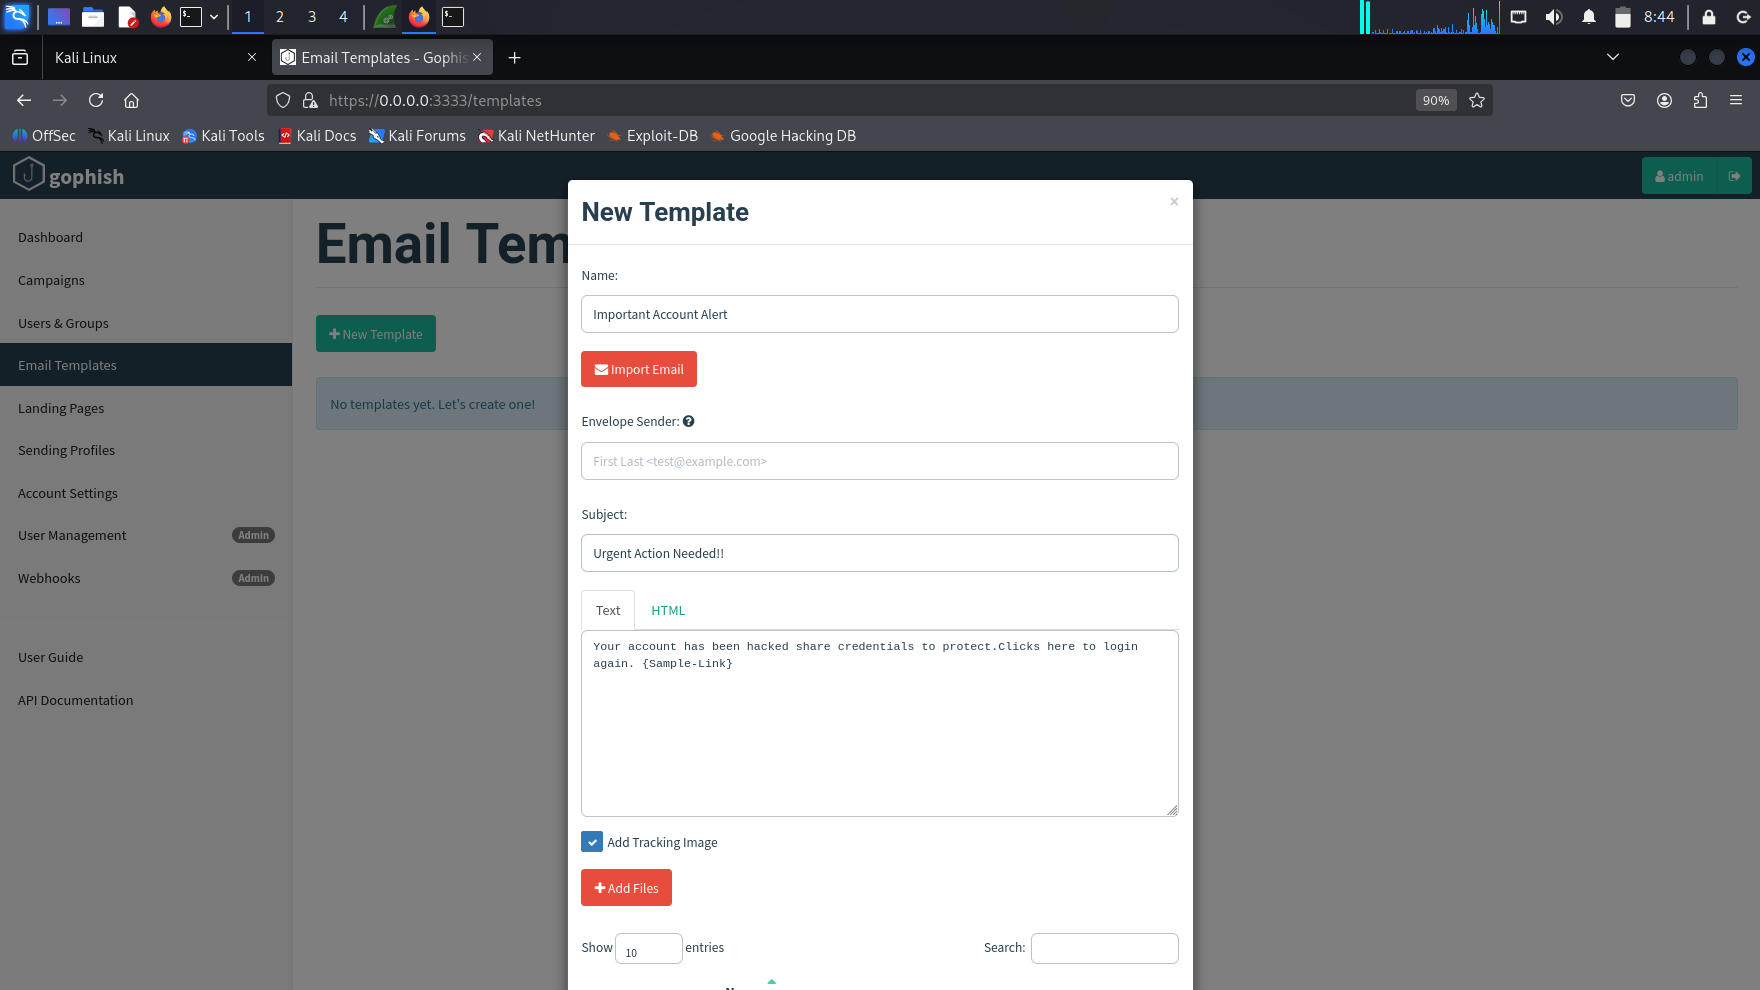 1 2 3 4 8:44
Kali Linux
Email Templates - Gophis
https://0.0.0.0:3333/templates
90%
OffSec Kali Linux Kali Tools Kali Docs Kali Forums Kali NetHunter Exploit-DB Google Hacking DB
gophish
admin
Dashboard
Campaigns
Users & Groups
Email Templates
Landing Pages
Sending Profiles
Account Settings
User Management Admin
Webhooks Admin
User Guide
API Documentation
Email Tem
New Template
No templates yet. Let's create one!
New Template
×
Name:
Important Account Alert
Import Email
Envelope Sender:
First Last <test@example.com>
Subject:
Urgent Action Needed!!
Text HTML
Your account has been hacked share credentials to protect.Clicks here to login
again. {Sample-Link}
Add Tracking Image
Add Files
Show 10 entries Search: